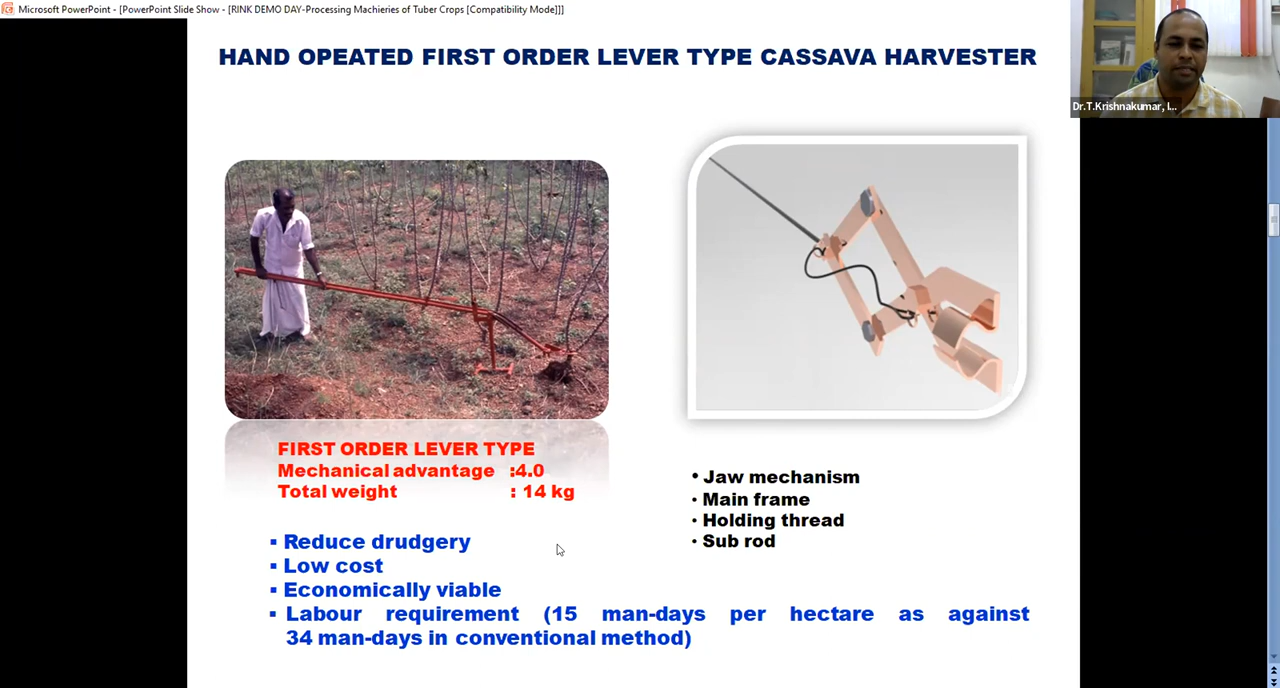 Microsoft PowerPoint - [PowerPoint Slide Show - [RINK DEMO DAY-Processing Machieries of Tuber Crops [Compatibility Mode]]]
HAND OPEATED FIRST ORDER LEVER TYPE CASSAVA HARVESTER
Dr.T.Krishnakumar, I...
FIRST ORDER LEVER TYPE
Mechanical advantage :4.0
Total weight : 14 kg
▪ Reduce drudgery
▪ Low cost
▪ Economically viable
▪ Labour requirement (15 man-days per hectare as against
34 man-days in conventional method)
• Jaw mechanism
• Main frame
• Holding thread
• Sub rod